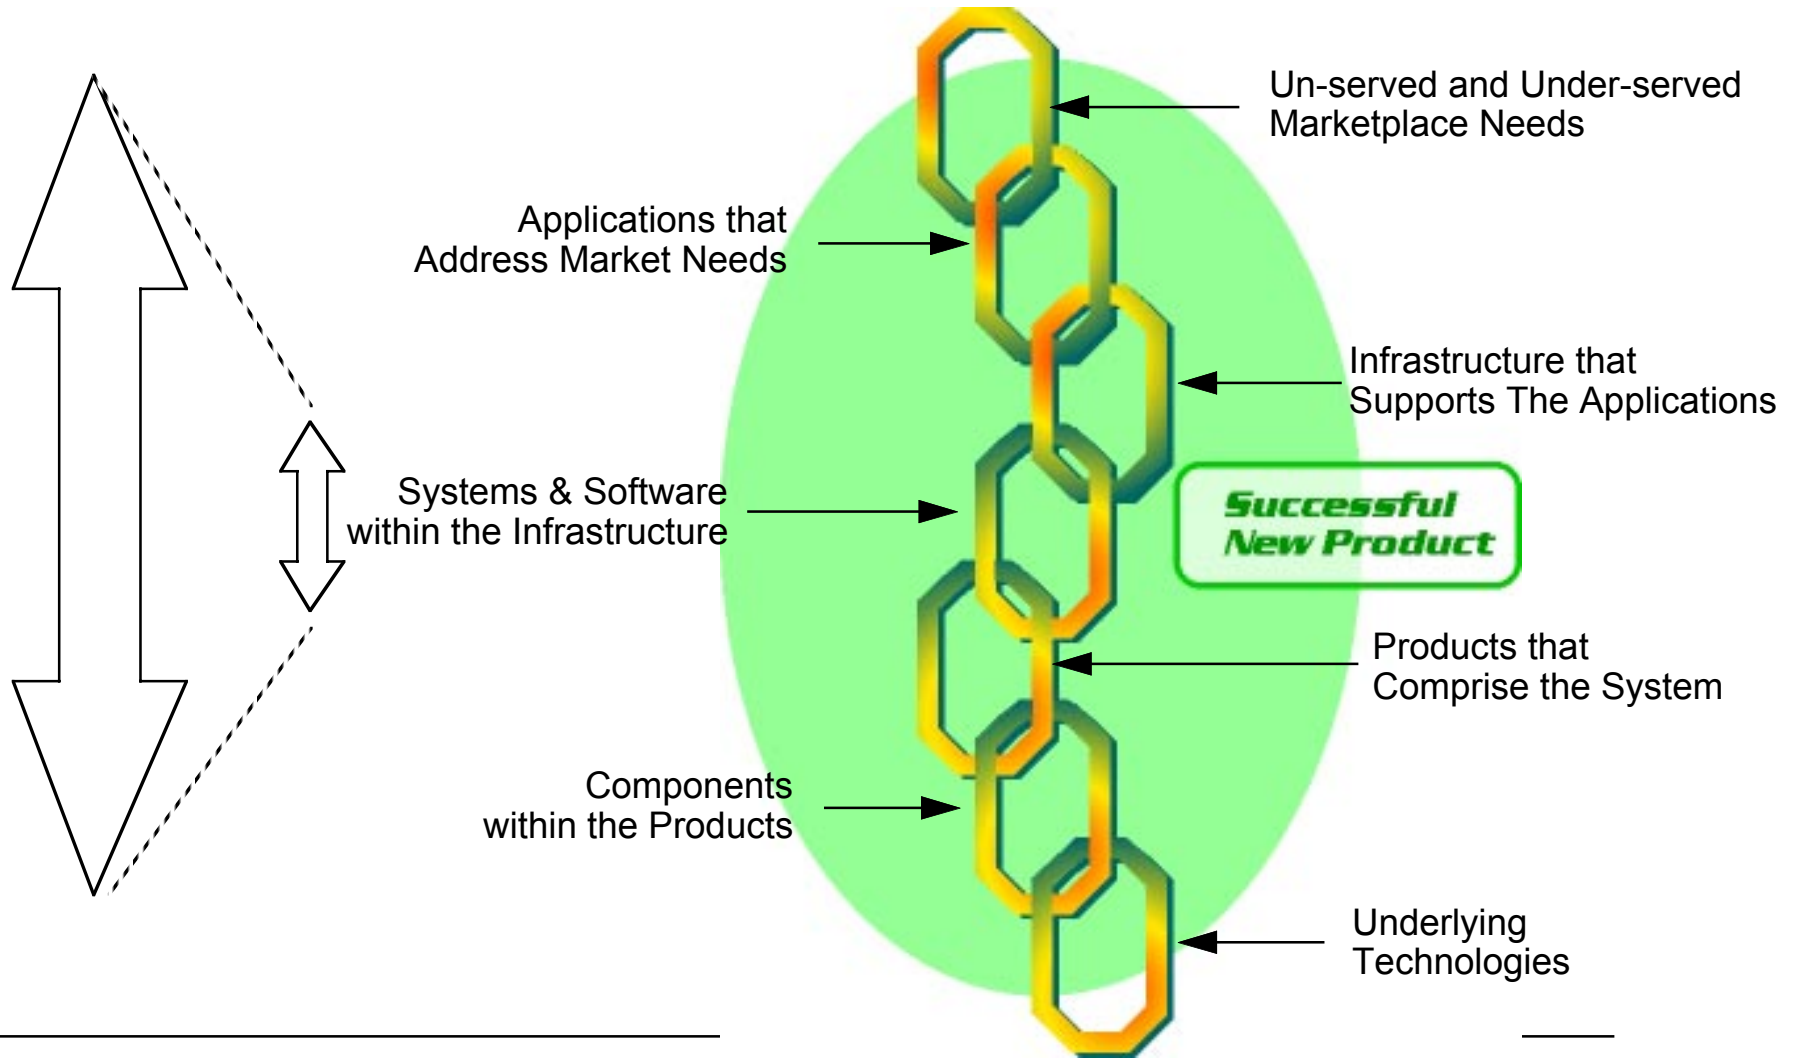 Un-served and Under-served
Marketplace Needs
Applications that
Address Market Needs
Infrastructure that
Supports The Applications
Systems & Software
within the Infrastructure
Successful
New Product
Products that
Comprise the System
Components
within the Products
Underlying
Technologies